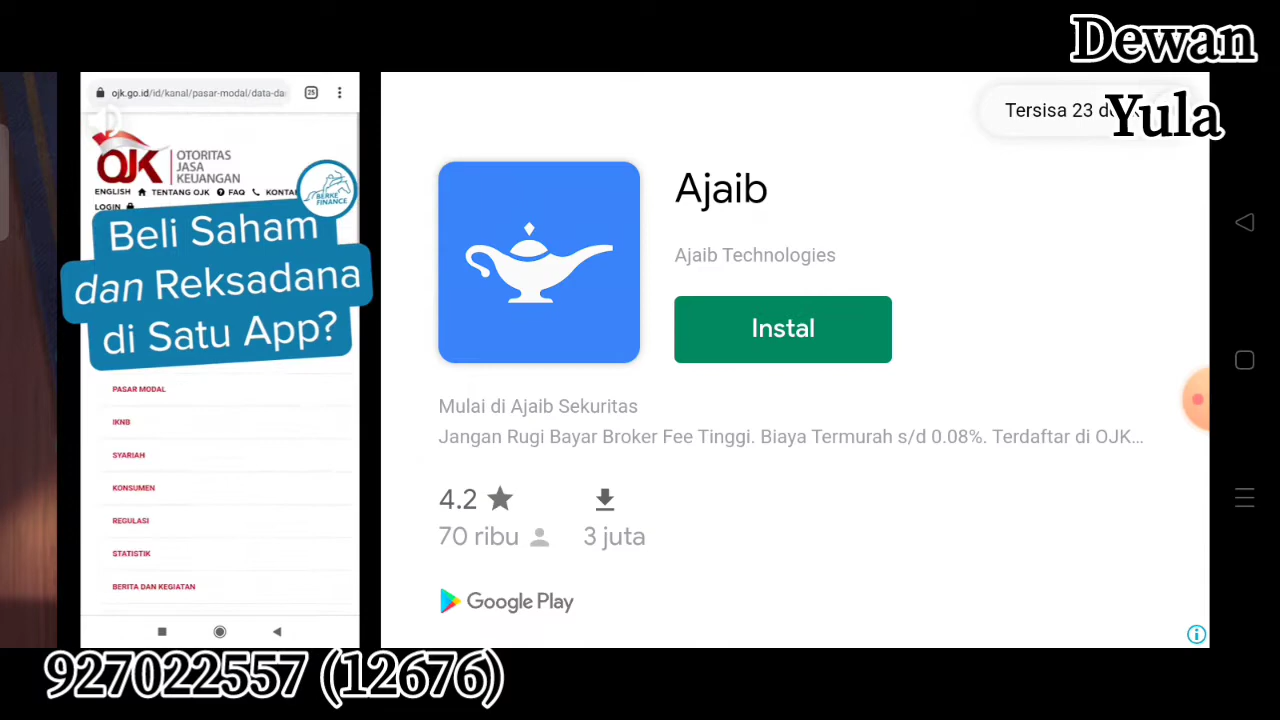 Dewan
Yula
ojk.go.id/id/kanal/pasar-modal/data-da
25
OJK
OTORITAS
JASA
KEUANGAN
ENGLISH TENTANG OJK FAQ
LOGIN
BERKE
FINANCE
Beli Saham
dan Reksadana
di Satu App?
PASAR MODAL
IKNB
SYARIAH
KONSUMEN
REGULASI
STATISTIK
BERITA DAN KEGIATAN
Tersisa 23
Ajaib
Ajaib Technologies
Instal
Mulai di Ajaib Sekuritas
Jangan Rugi Bayar Broker Fee Tinggi. Biaya Termurah s/d 0.08%. Terdaftar di OJK...
4.2
70 ribu 3 juta
Google Play
927022557 (12676)